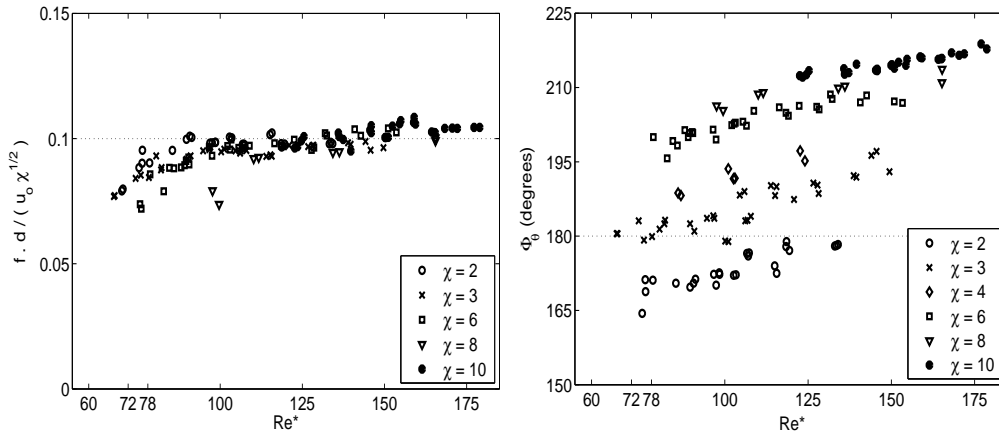 0.15
0.1
0.050
0
f . d / ( u₀ χ^1/2 )
60 72 78 100 125 150 175
Re*
χ = 2
χ = 3
χ = 6
χ = 8
χ = 10
225
210
195
180
165
150
Φ_θ (degrees)
60 72 78 100 125 150 175
Re*
χ = 2
χ = 3
χ = 4
χ = 6
χ = 8
χ = 10